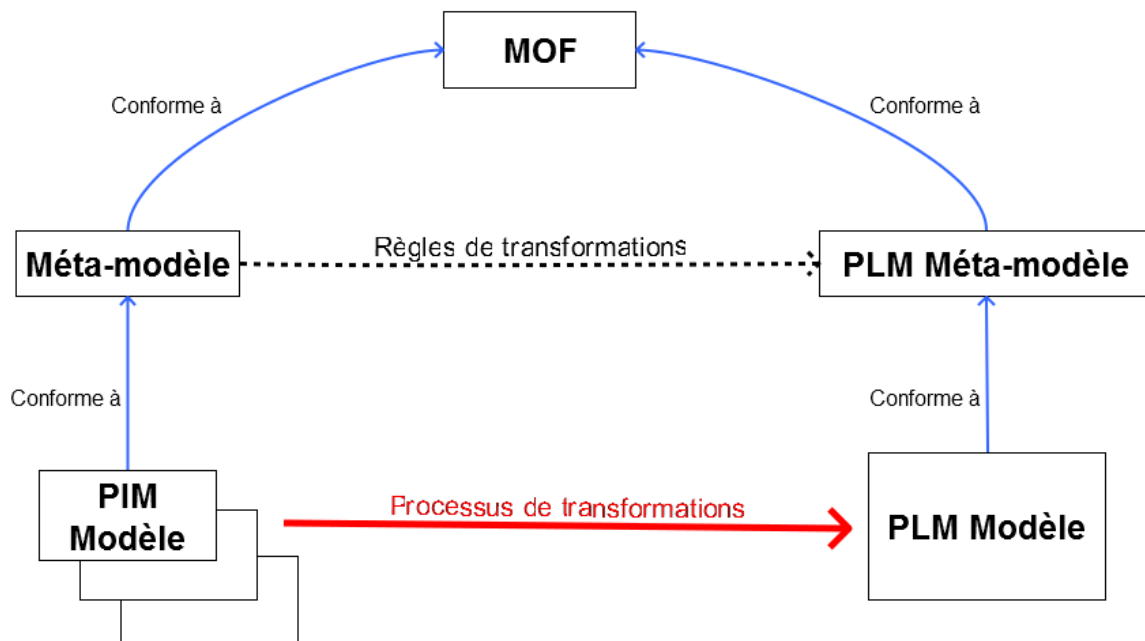 MOF
Conforme à
Conforme à
Règles de transformations
Méta-modèle
PLM Méta-modèle
Conforme à
Conforme à
PIM
Modèle
Processus de transformations
PLM Modèle